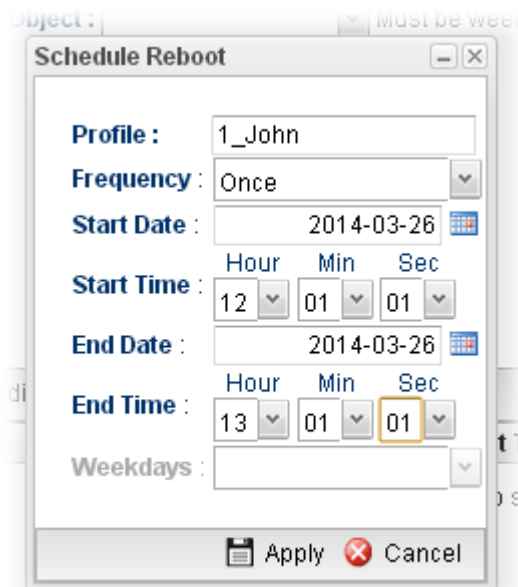 Object :
Must be wee
Schedule Reboot
Profile :
1_John
Frequency :
Once
Start Date :
2014-03-26
Hour Min Sec
Start Time :
12 01 01
End Date :
2014-03-26
Hour Min Sec
End Time :
13 01 01
Weekdays :
Apply Cancel